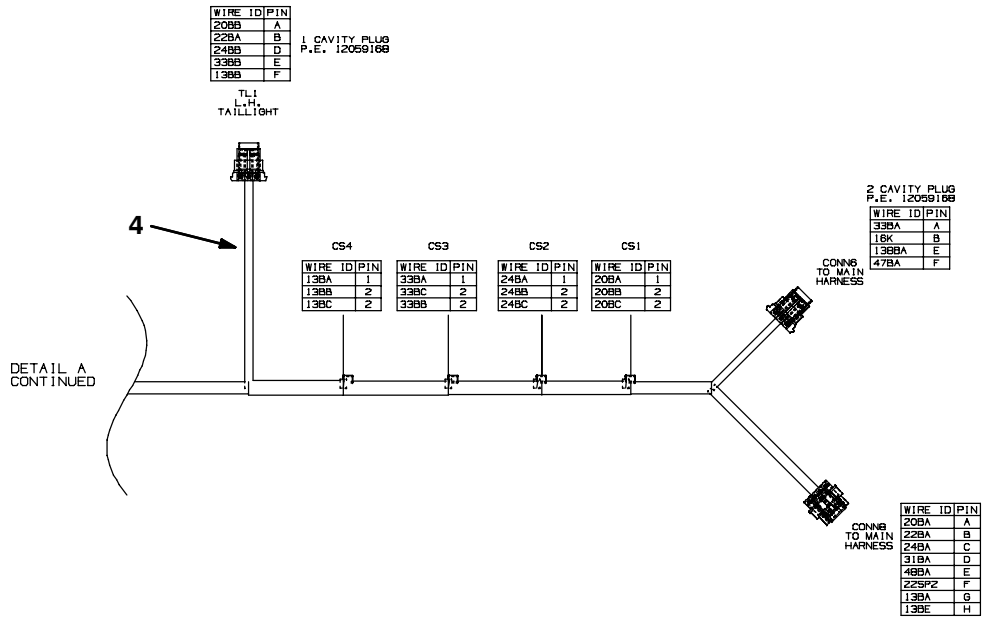 WIRE ID PIN
20BB A
22BA B
24BB D
33BB E
13BB F
1 CAVITY PLUG
P.E. 12059168
TL1
L.H.
TAILLIGHT
4
2 CAVITY PLUG
P.E. 12059168
WIRE ID PIN
33BA A
16K B
138BA E
47BA F
CONN6
TO MAIN
HARNESS
CS4
WIRE ID PIN
13BA 1
13BB 2
13BC 2
CS3
WIRE ID PIN
33BA 1
33BC 2
33BB 2
CS2
WIRE ID PIN
24BA 1
24BB 2
24BC 2
CS1
WIRE ID PIN
20BA 1
20BB 2
20BC 2
DETAIL A
CONTINUED
CONN8
TO MAIN
HARNESS
WIRE ID PIN
20BA A
22BA B
24BA C
31BA D
48BA E
22SPZ F
13BA G
13BE H